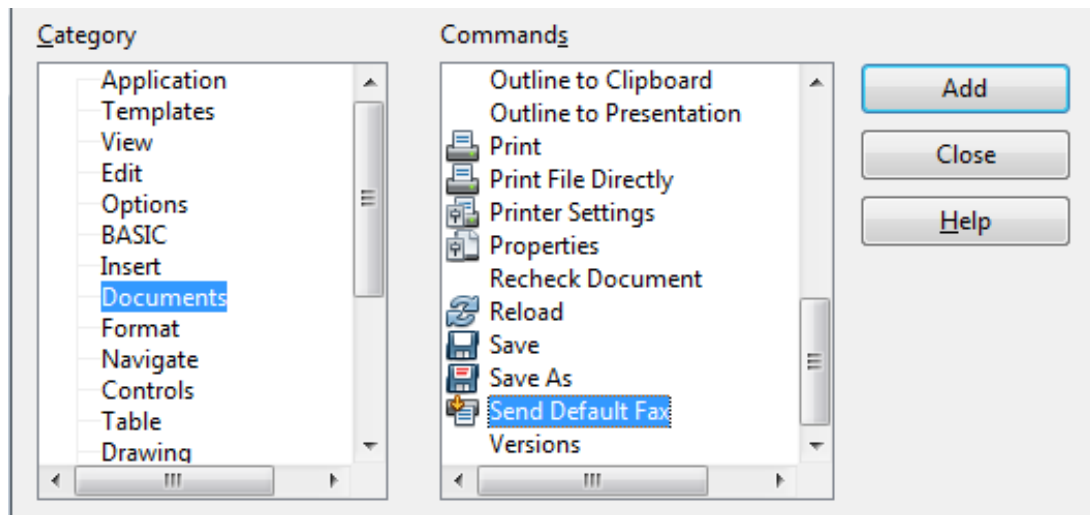 Category
Application
Templates
View
Edit
Options
BASIC
Insert
Documents
Format
Navigate
Controls
Table
Drawing
Commands
Outline to Clipboard
Outline to Presentation
Print
Print File Directly
Printer Settings
Properties
Recheck Document
Reload
Save
Save As
Send Default Fax
Versions
Add
Close
Help